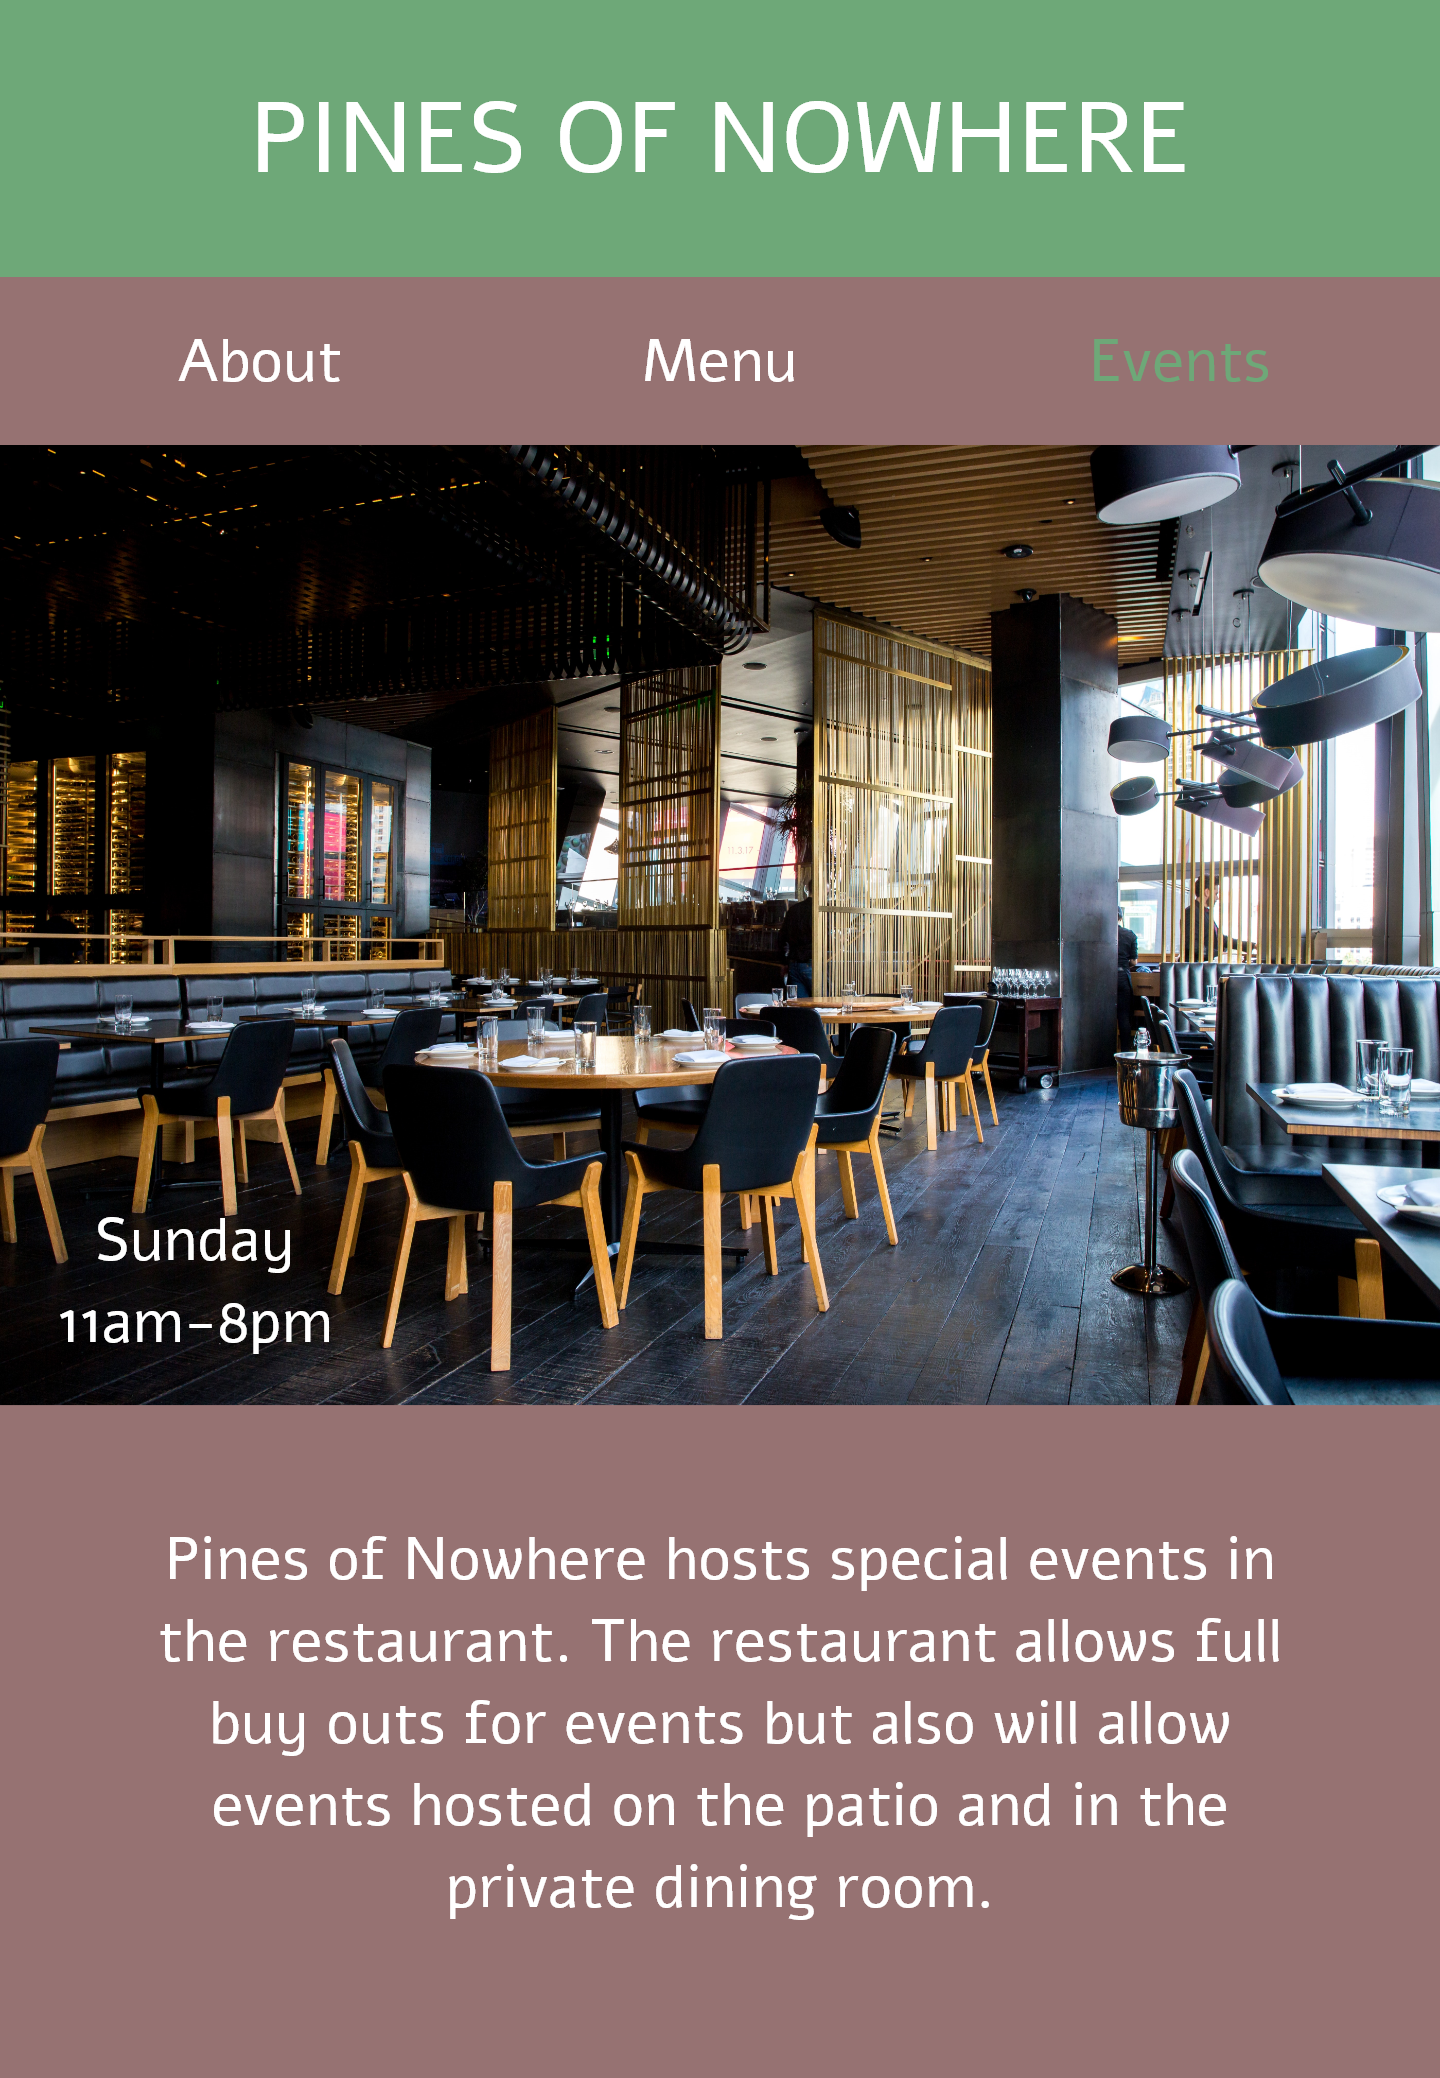 PINES OF NOWHERE
About Menu Events
Sunday
11am-8pm
Pines of Nowhere hosts special events in
the restaurant. The restaurant allows full
buy outs for events but also will allow
events hosted on the patio and in the
private dining room.